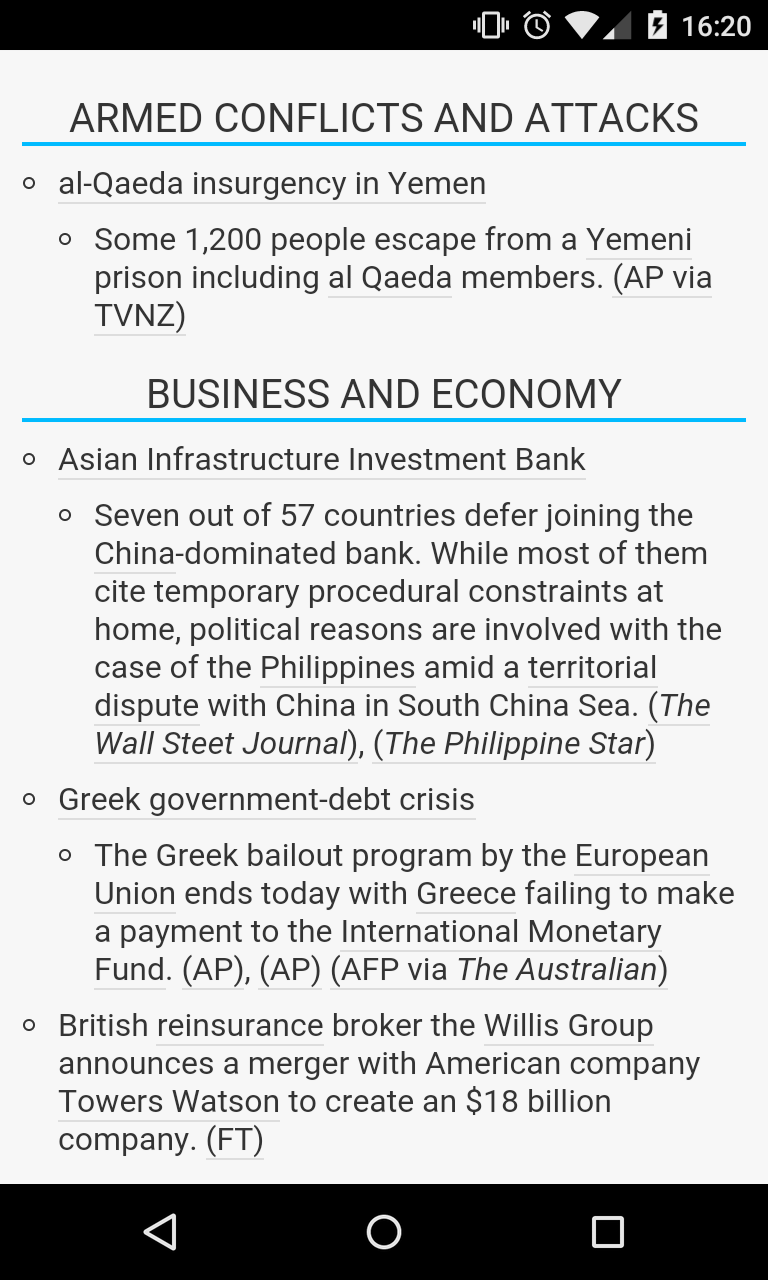 16:20
ARMED CONFLICTS AND ATTACKS
al-Qaeda insurgency in Yemen
Some 1,200 people escape from a Yemeni
prison including al Qaeda members. (AP via
TVNZ)
BUSINESS AND ECONOMY
Asian Infrastructure Investment Bank
Seven out of 57 countries defer joining the
China-dominated bank. While most of them
cite temporary procedural constraints at
home, political reasons are involved with the
case of the Philippines amid a territorial
dispute with China in South China Sea. (The
Wall Steet Journal), (The Philippine Star)
Greek government-debt crisis
The Greek bailout program by the European
Union ends today with Greece failing to make
a payment to the International Monetary
Fund. (AP), (AP) (AFP via The Australian)
British reinsurance broker the Willis Group
announces a merger with American company
Towers Watson to create an $18 billion
company. (FT)